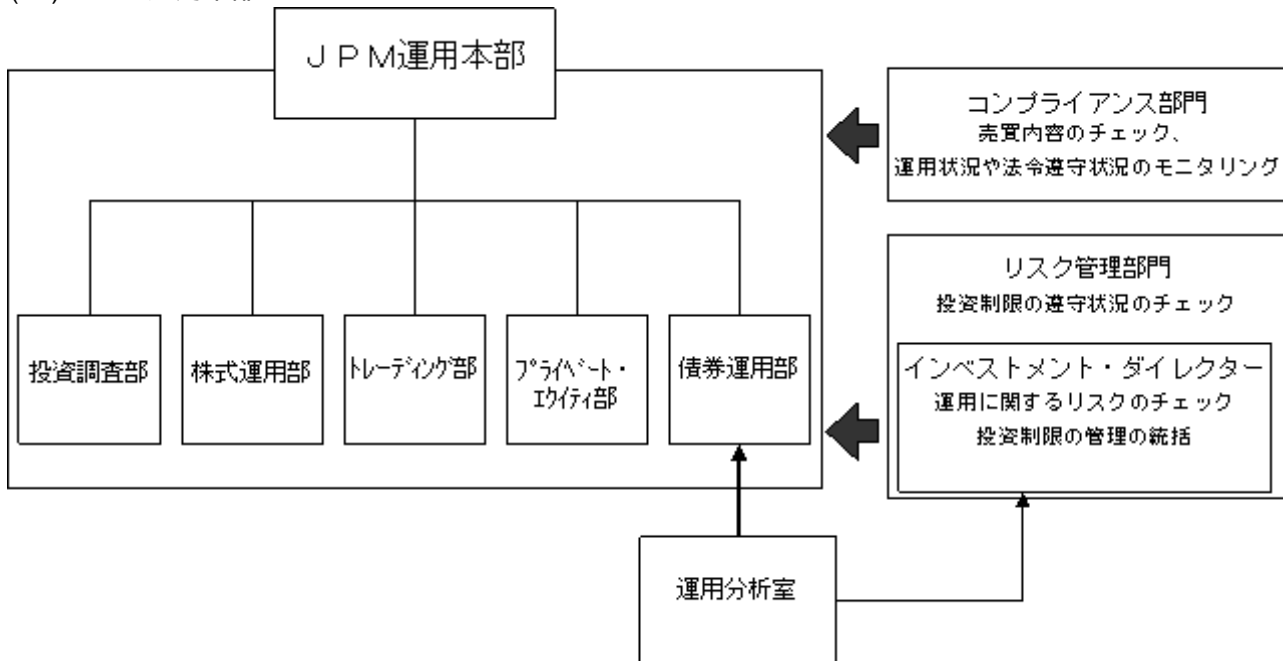 ＪＰＭ運用本部
コンプライアンス部門
売買内容のチェック、
運用状況や法令遵守状況のモニタリング
リスク管理部門
投資制限の遵守状況のチェック
インベストメント・ダイレクター
運用に関するリスクのチェック
投資制限の管理の統括
投資調査部
株式運用部
ﾄﾚｰﾃﾞｨﾝｸﾞ部
ﾌﾟﾗｲﾍﾞｰﾄ・
ｴｸｲﾃｨ部
債券運用部
運用分析室